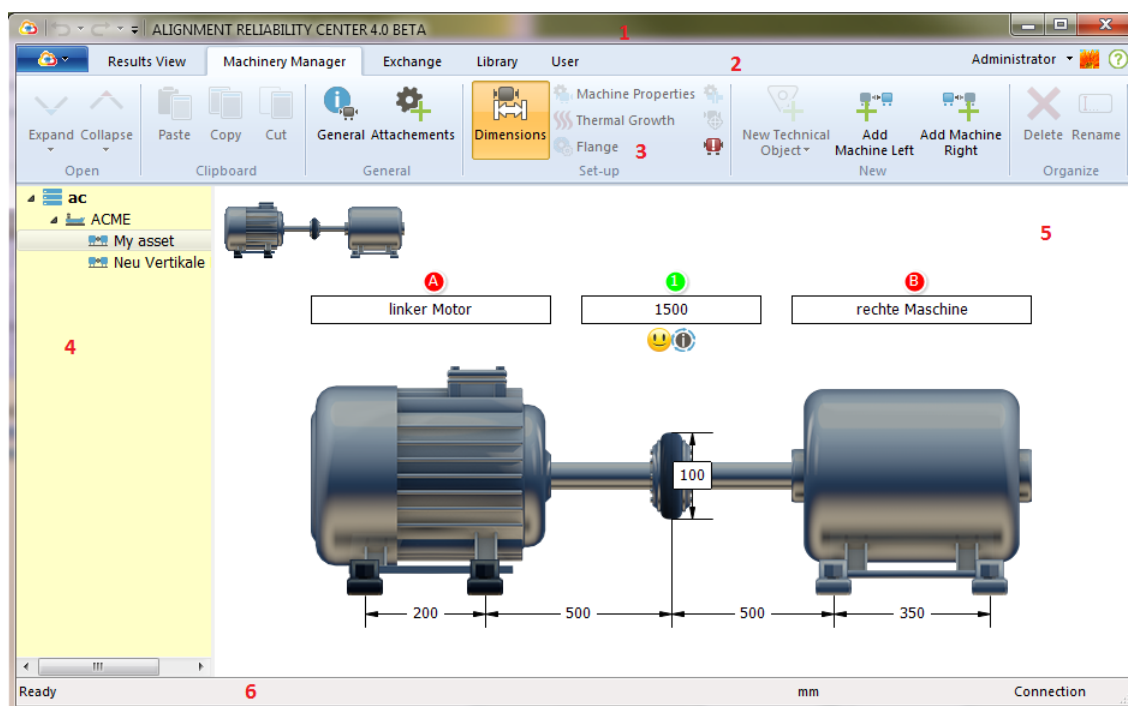 ALIGNMENT RELIABILITY CENTER 4.0 BETA
1
Results View Machinery Manager Exchange Library User
2
Administrator
Expand Collapse
Open
Paste Copy Cut
Clipboard
General Attachements
General
Dimensions
Machine Properties
Thermal Growth
Flange
3
Set-up
New Technical
Object
Add
Machine Left
Add Machine
Right
New
Delete Rename
Organize
ac
ACME
My asset
Neu Vertikale
4
5
A
linker Motor
1
1500
B
rechte Maschine
100
200 500 500 350
Ready
6
mm
Connection